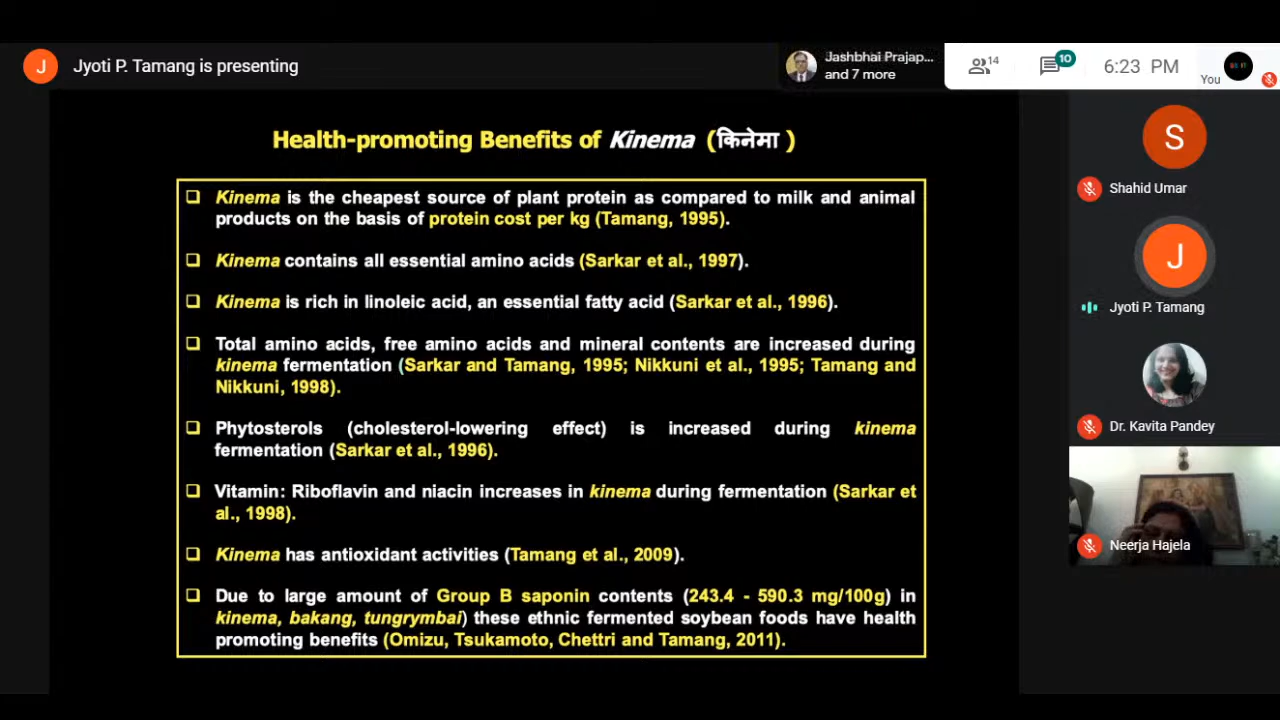 J Jyoti P. Tamang is presenting
Jashbhai Prajap...
and 7 more
14
10
6:23 PM
You
Health-promoting Benefits of Kinema (किनेमा )
❑ Kinema is the cheapest source of plant protein as compared to milk and animal
products on the basis of protein cost per kg (Tamang, 1995).
❑ Kinema contains all essential amino acids (Sarkar et al., 1997).
❑ Kinema is rich in linoleic acid, an essential fatty acid (Sarkar et al., 1996).
❑ Total amino acids, free amino acids and mineral contents are increased during
kinema fermentation (Sarkar and Tamang, 1995; Nikkuni et al., 1995; Tamang and
Nikkuni, 1998).
❑ Phytosterols (cholesterol-lowering effect) is increased during kinema
fermentation (Sarkar et al., 1996).
❑ Vitamin: Riboflavin and niacin increases in kinema during fermentation (Sarkar et
al., 1998).
❑ Kinema has antioxidant activities (Tamang et al., 2009).
❑ Due to large amount of Group B saponin contents (243.4 - 590.3 mg/100g) in
kinema, bakang, tungrymbai) these ethnic fermented soybean foods have health
promoting benefits (Omizu, Tsukamoto, Chettri and Tamang, 2011).
S
Shahid Umar
J
Jyoti P. Tamang
Dr. Kavita Pandey
Neerja Hajela